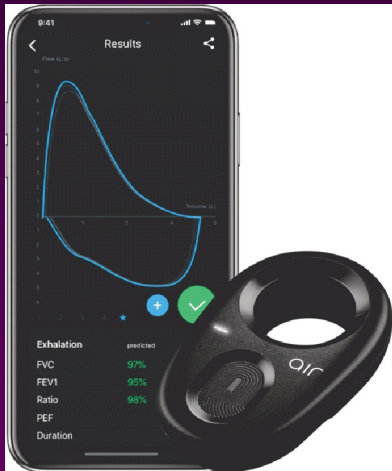 9:41
Results
Flow (L/s)
Volume (L)
Exhalation predicted
FVC 97%
FEV1 95%
Ratio 98%
PEF
Duration
air